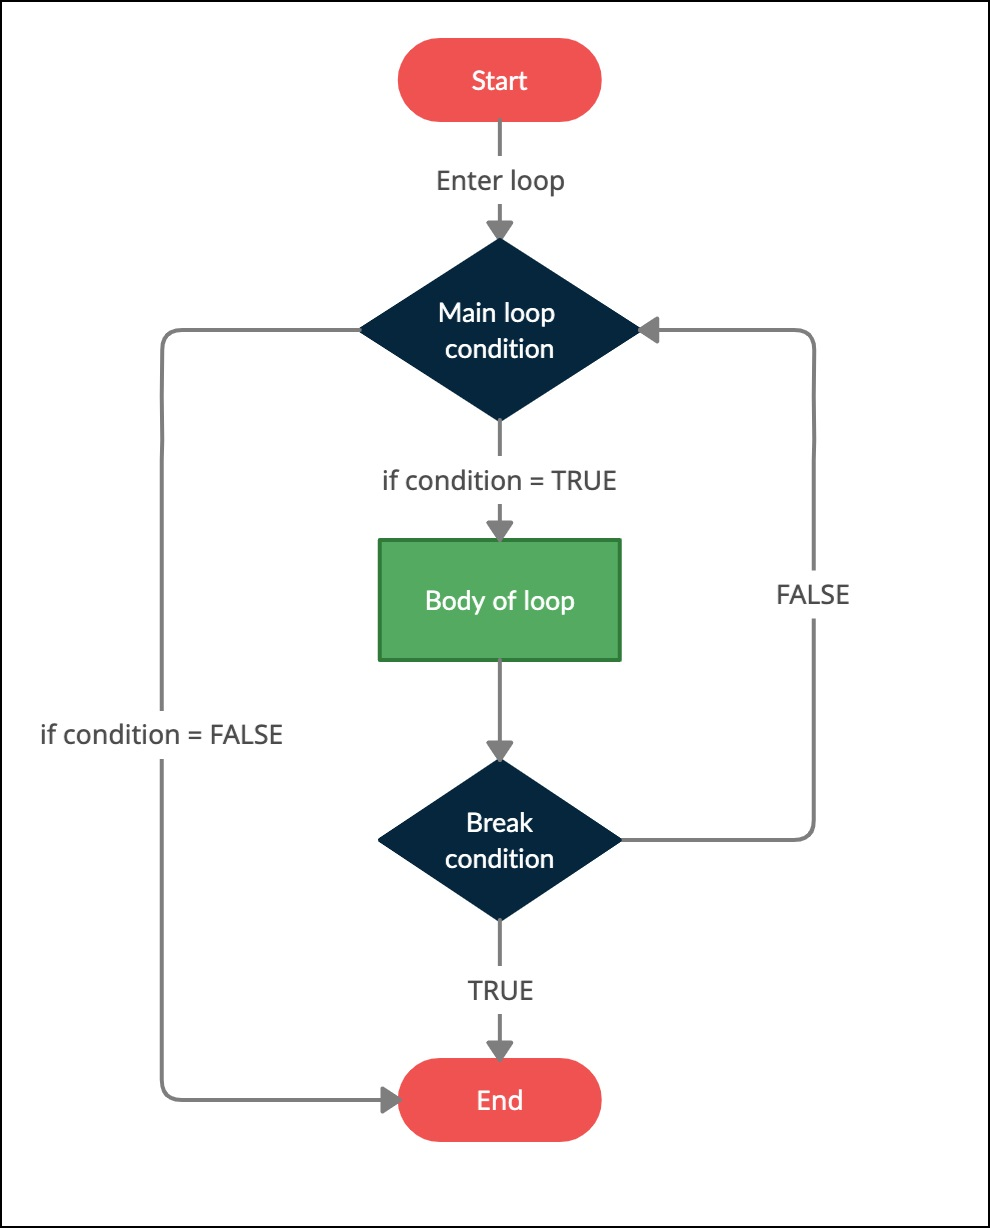 Start
Enter loop
Main loop
condition
if condition = TRUE
Body of loop
FALSE
if condition = FALSE
Break
condition
TRUE
End